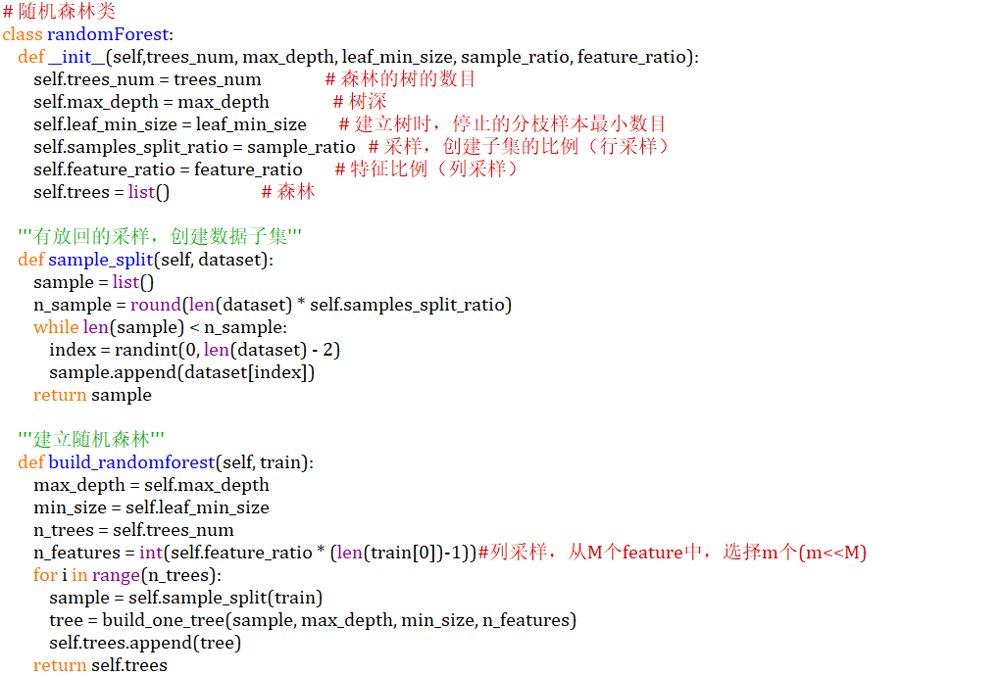 # 随机森林类
class randomForest:
  def __init__(self,trees_num, max_depth, leaf_min_size, sample_ratio, feature_ratio):
    self.trees_num = trees_num        # 森林的树的数目
    self.max_depth = max_depth        # 树深
    self.leaf_min_size = leaf_min_size    # 建立树时，停止的分枝样本最小数目
    self.samples_split_ratio = sample_ratio  # 采样，创建子集的比例（行采样）
    self.feature_ratio = feature_ratio    # 特征比例（列采样）
    self.trees = list()            # 森林
  '''有放回的采样，创建数据子集'''
  def sample_split(self, dataset):
    sample = list()
    n_sample = round(len(dataset) * self.samples_split_ratio)
    while len(sample) < n_sample:
      index = randint(0, len(dataset) - 2)
      sample.append(dataset[index])
    return sample
  '''建立随机森林'''
  def build_randomforest(self, train):
    max_depth = self.max_depth
    min_size = self.leaf_min_size
    n_trees = self.trees_num
    n_features = int(self.feature_ratio * (len(train[0])-1))#列采样，从M个feature中，选择m个(m<<M)
    for i in range(n_trees):
      sample = self.sample_split(train)
      tree = build_one_tree(sample, max_depth, min_size, n_features)
      self.trees.append(tree)
    return self.trees